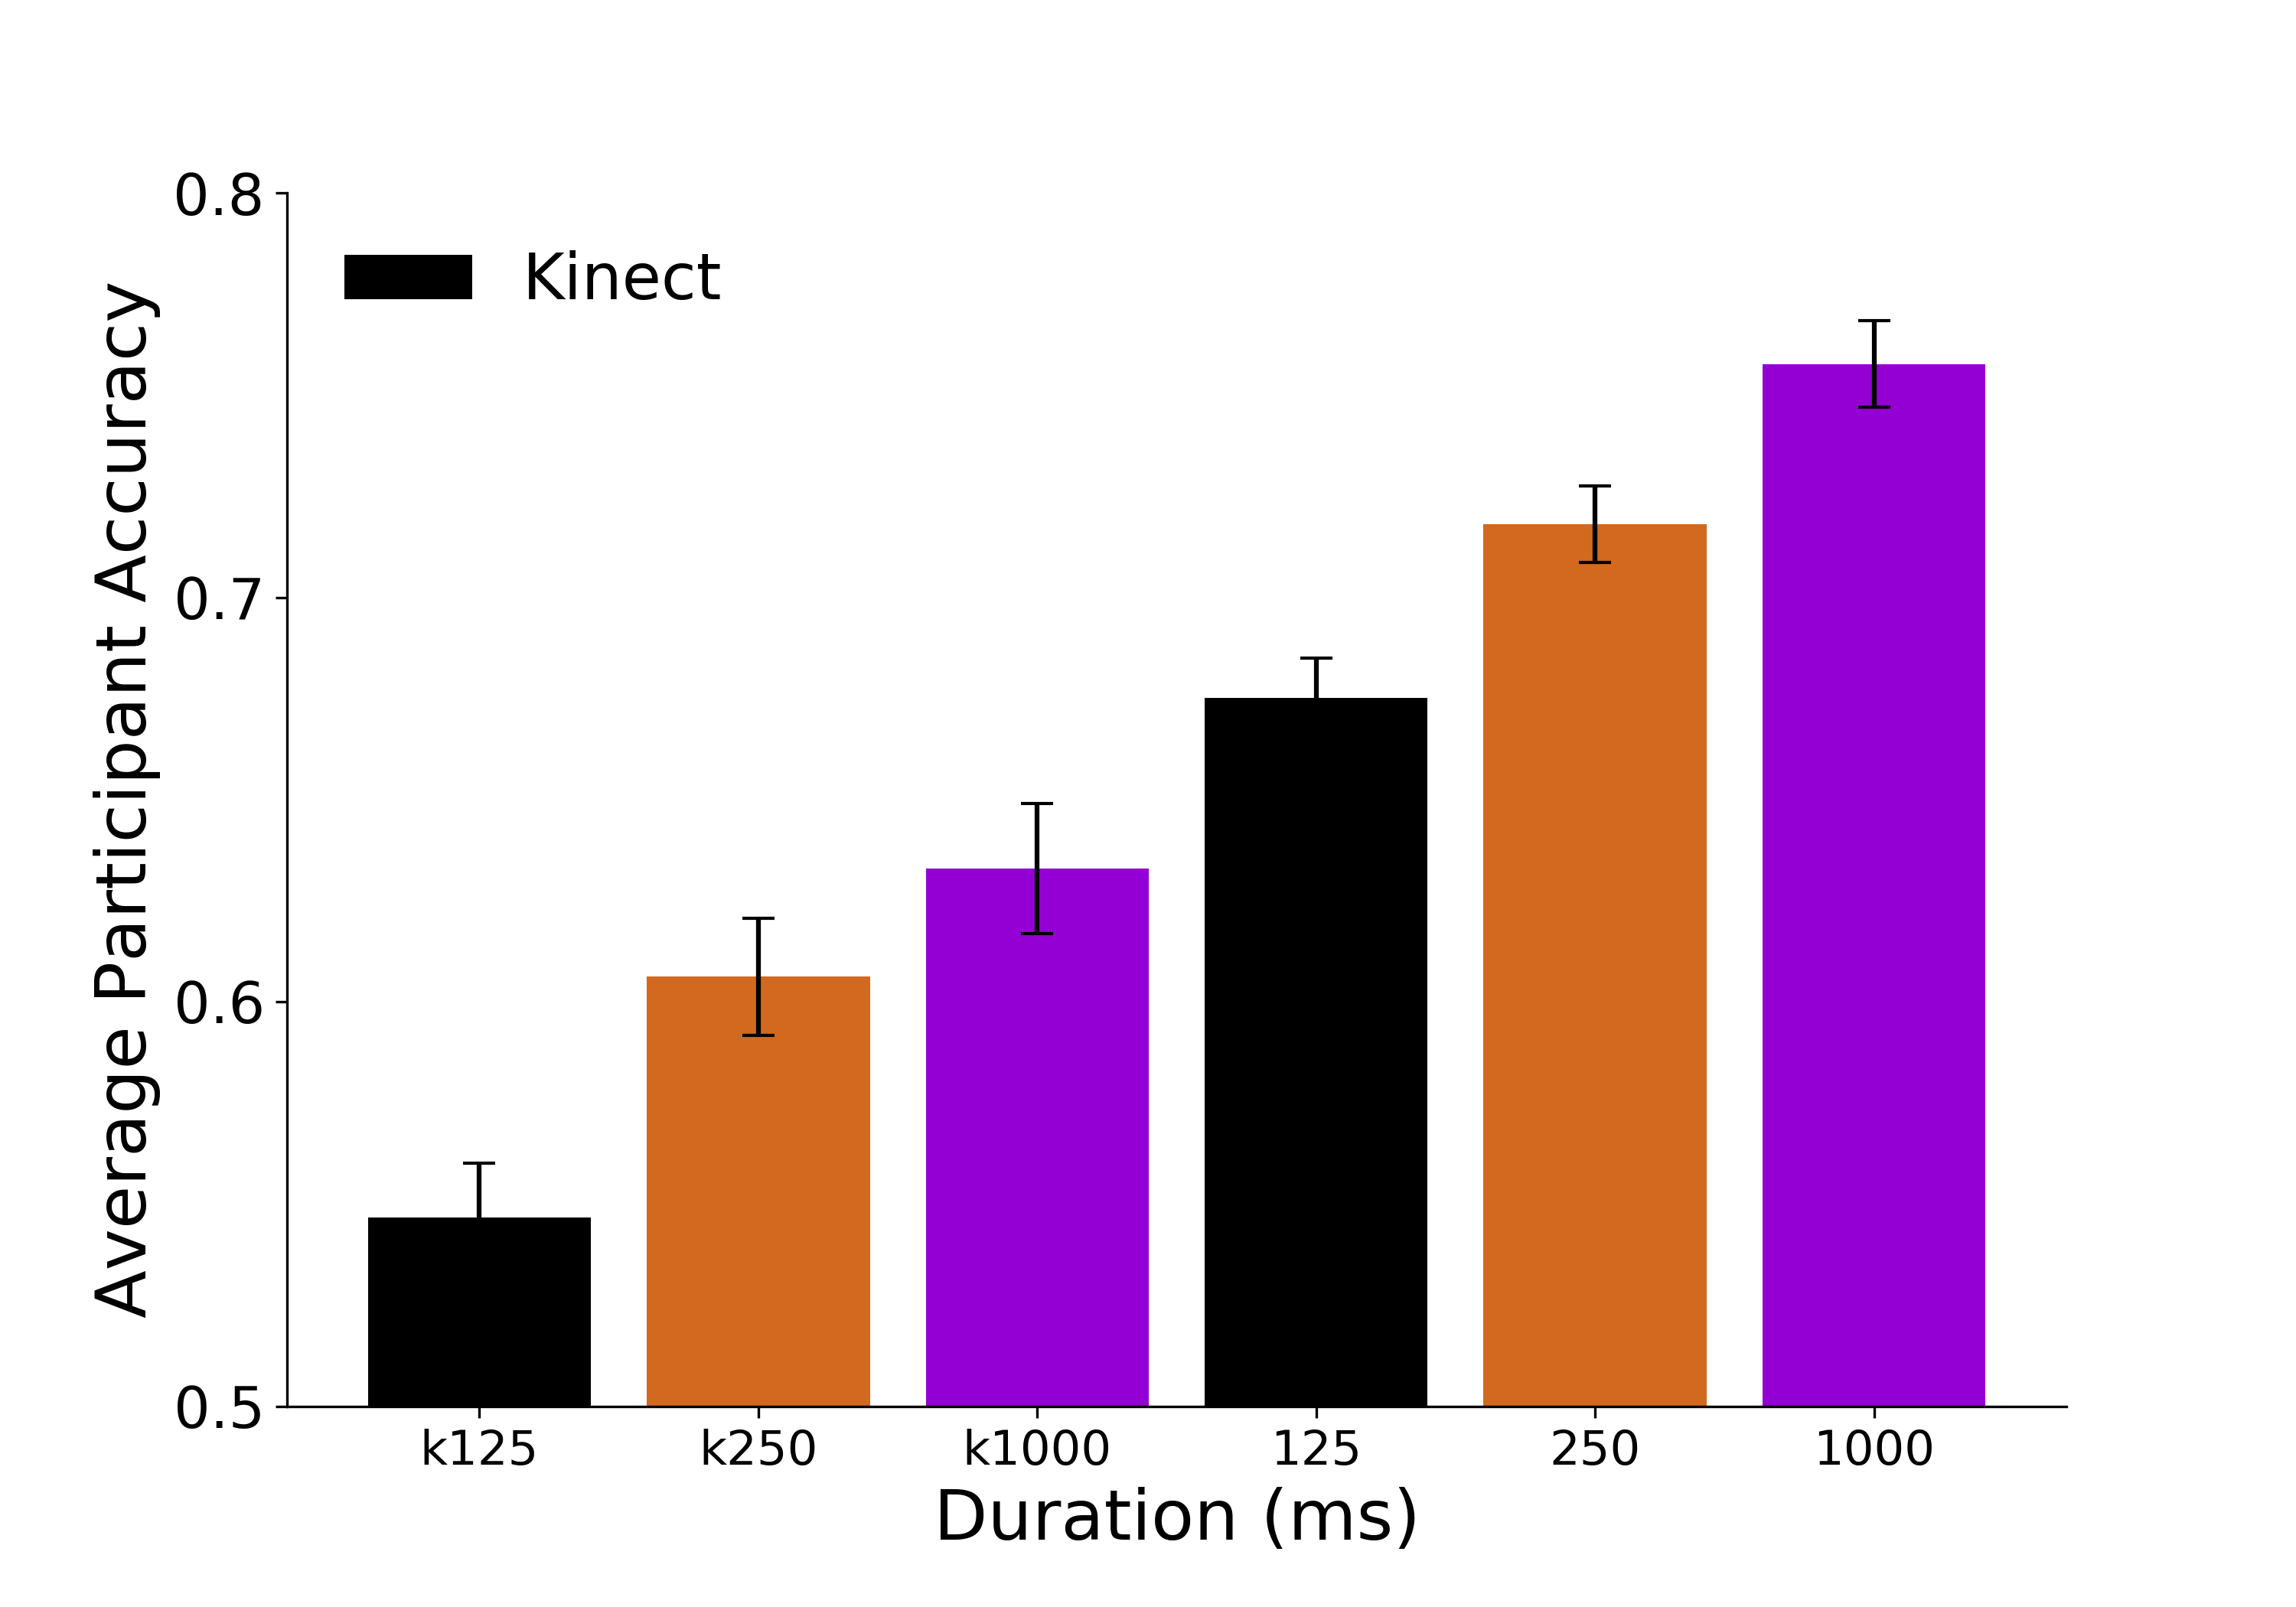 0.8
Kinect
0.7
0.6
0.5
Average Participant Accuracy
k125 k250 k1000 125 250 1000
Duration (ms)